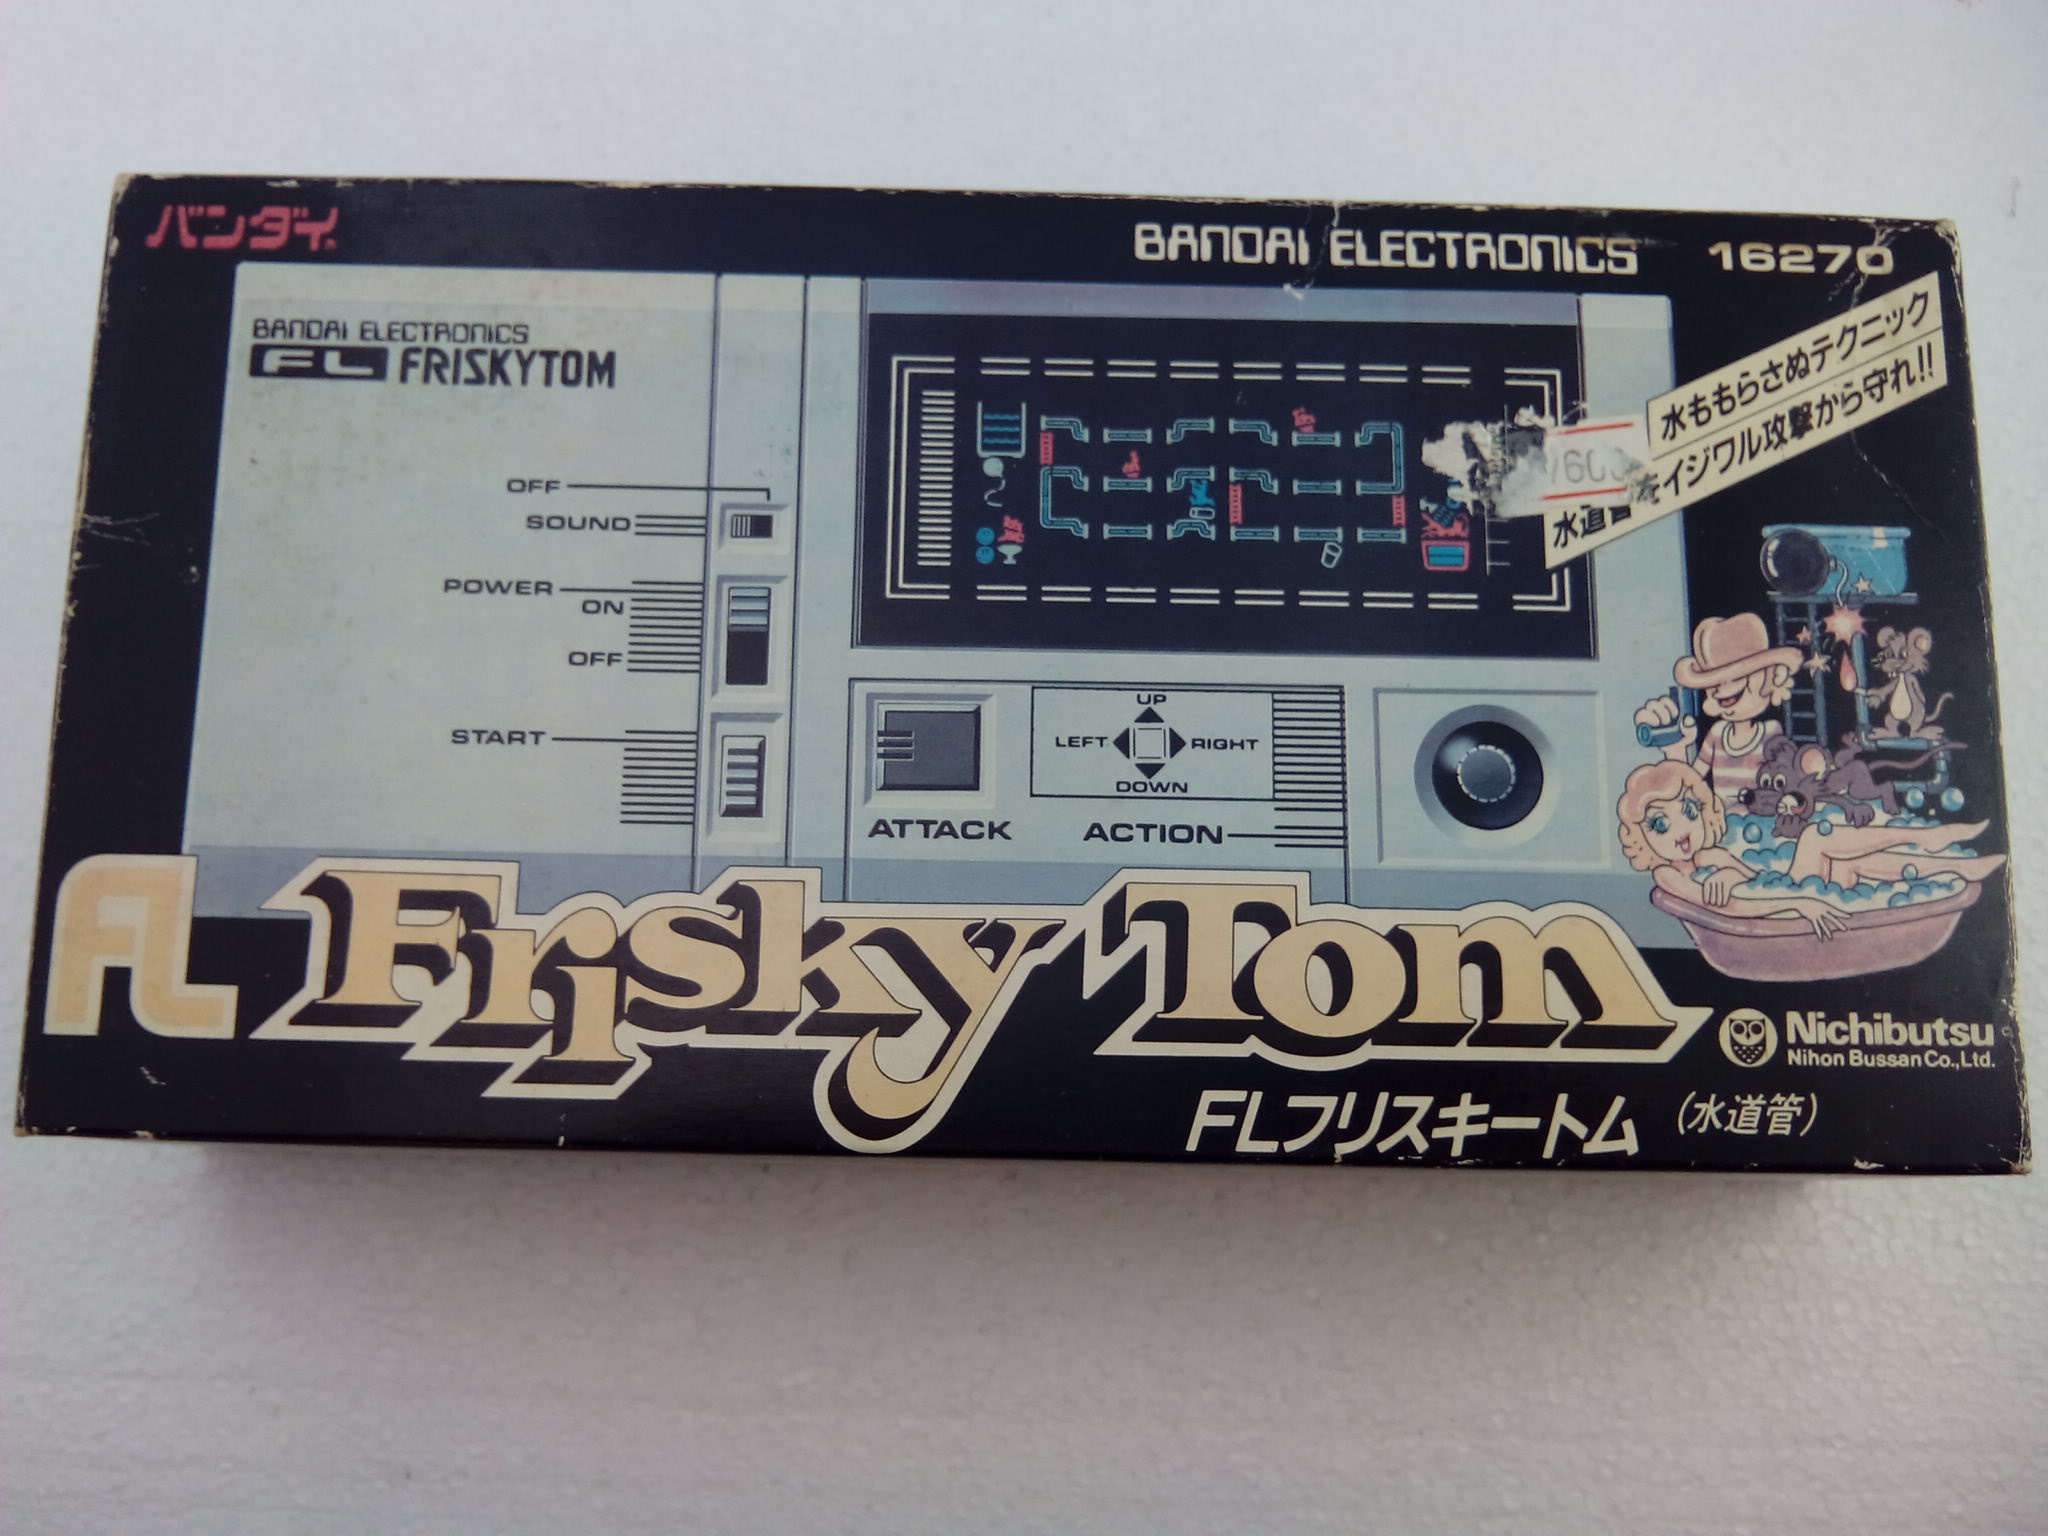 バンダイ
BANDAI ELECTRONICS 16270
BANDAI ELECTRONICS
FL FRISKYTOM
水ももらさぬテクニック
水道管をイジワル攻撃から守れ!!
OFF
SOUND
POWER
ON
OFF
START
UP
LEFT RIGHT
DOWN
ATTACK ACTION
FL Frisky Tom
Nichibutsu
Nihon Bussan Co.,Ltd.
FLフリスキートム (水道管)